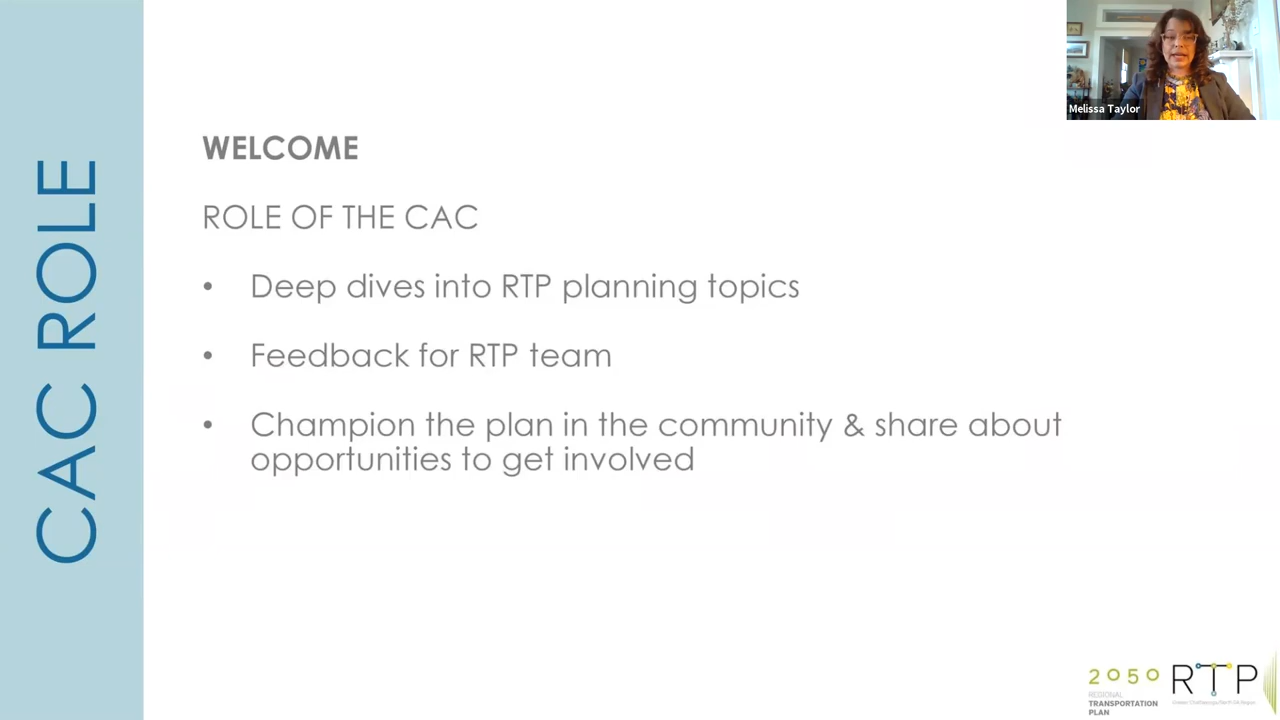 WELCOME
ROLE OF THE CAC
• Deep dives into RTP planning topics
• Feedback for RTP team
• Champion the plan in the community & share about
opportunities to get involved
CAC ROLE
Melissa Taylor
2050 RTP
REGIONAL
TRANSPORTATION
PLAN